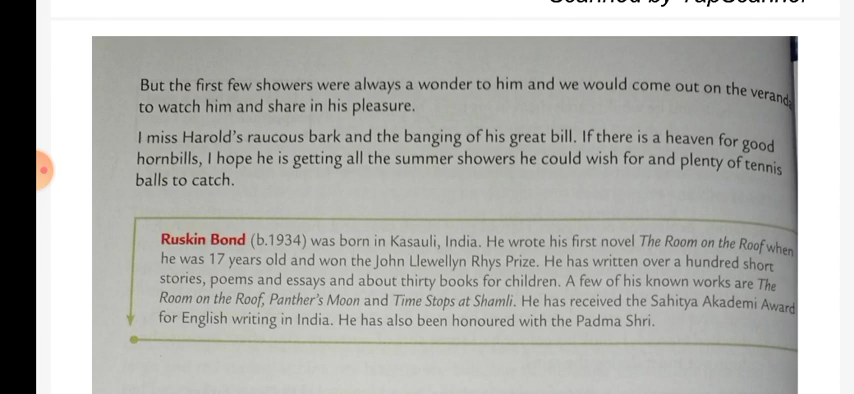 But the first few showers were always a wonder to him and we would come out on the
to watch him and share in his pleasure.
I miss Harold's raucous bark and the banging of his great bill. If there is a heaven for good
hornbills, I hope he is getting all the summer showers he could wish for and plenty of tennis
balls to catch.
Ruskin Bond (b.1934) was born in Kasauli, India. He wrote his first novel The Room on the Roof when
he was 17 years old and won the John Llewellyn Rhys Prize. He has written over a hundred short
stories, poems and essays and about thirty books for children. A few of his known works are The
Room on the Roof, Panther's Moon and Time Stops at Shamli. He has received the Sahitya Akademi Award
for English writing in India. He has also been honoured with the Padma Shri.